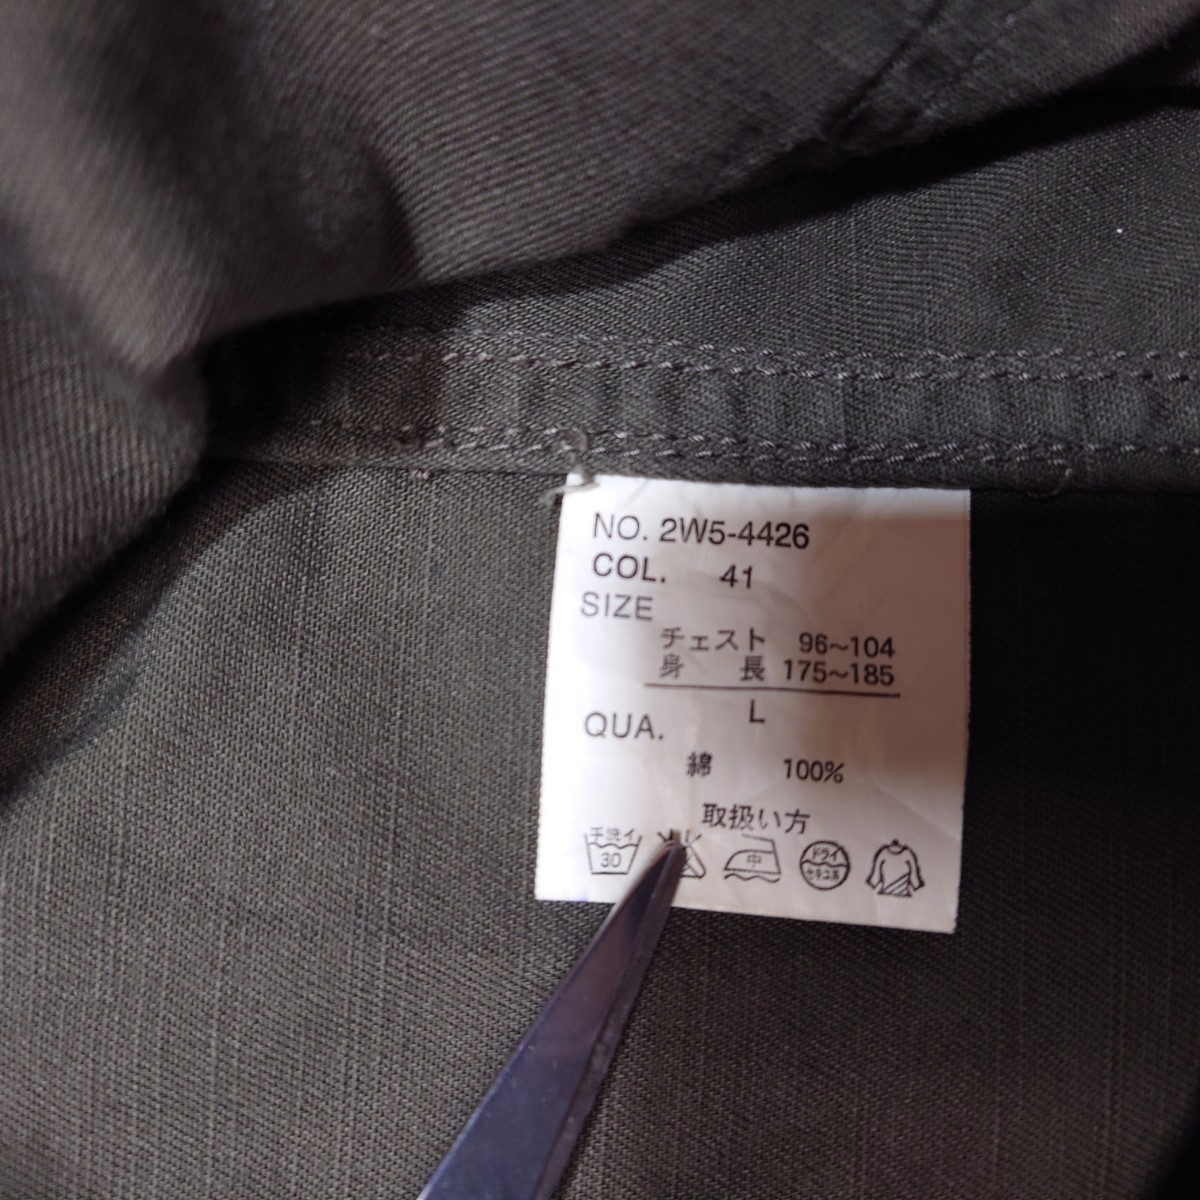 NO. 2W5-4426
COL. 41
SIZE
チェスト 96~104
身 長 175~185
L
QUA.
綿 100%
取扱い方
手洗イ 30 中 ドライ セキユ系